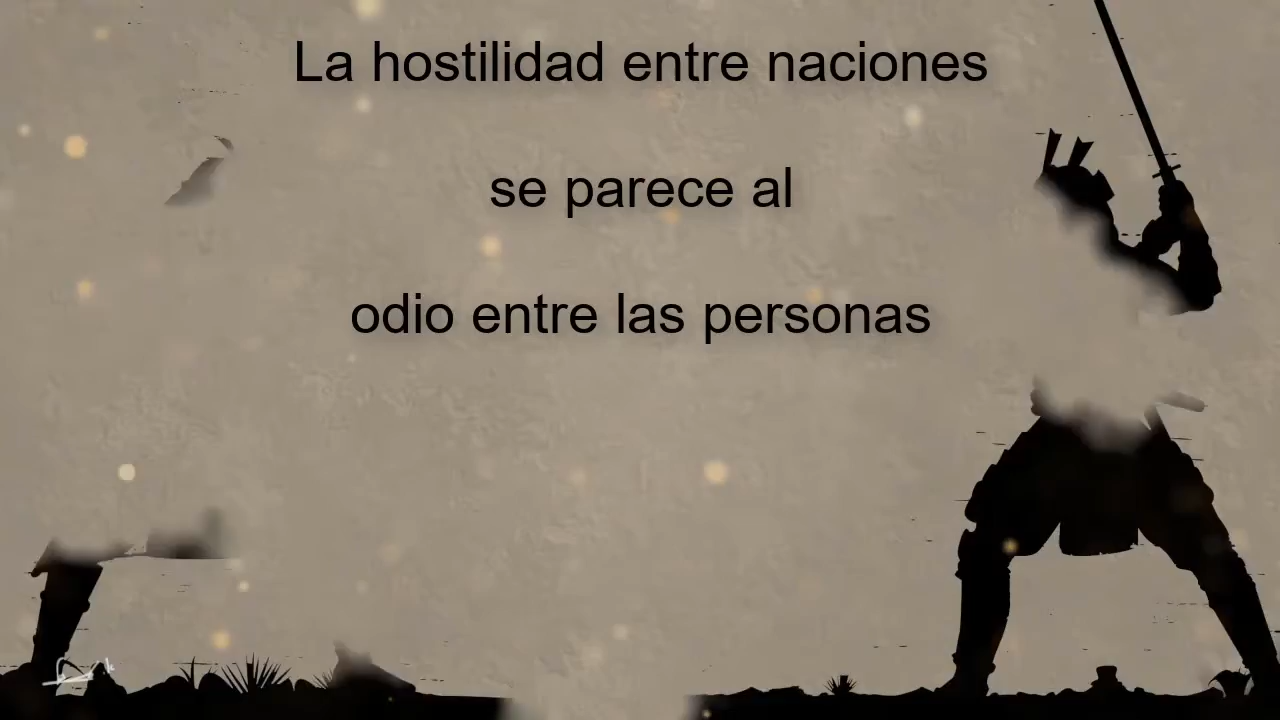 La hostilidad entre naciones
se parece al
odio entre las personas